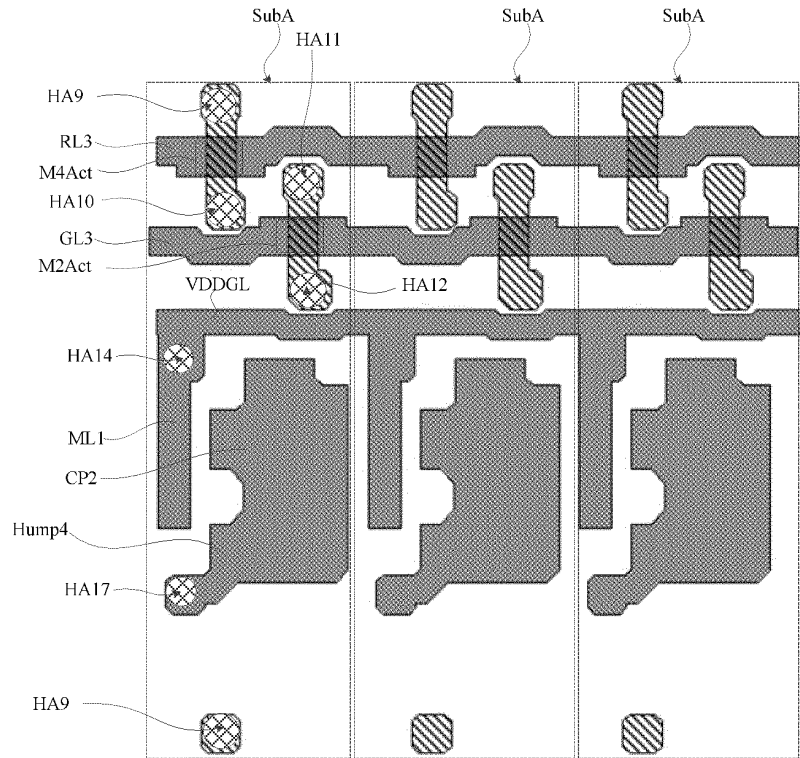 SubA
SubA
SubA
HA11
HA9
RL3
M4Act
HA10
GL3
M2Act
HA12
VDDGL
HA14
ML1
CP2
Hump4
HA17
HA9